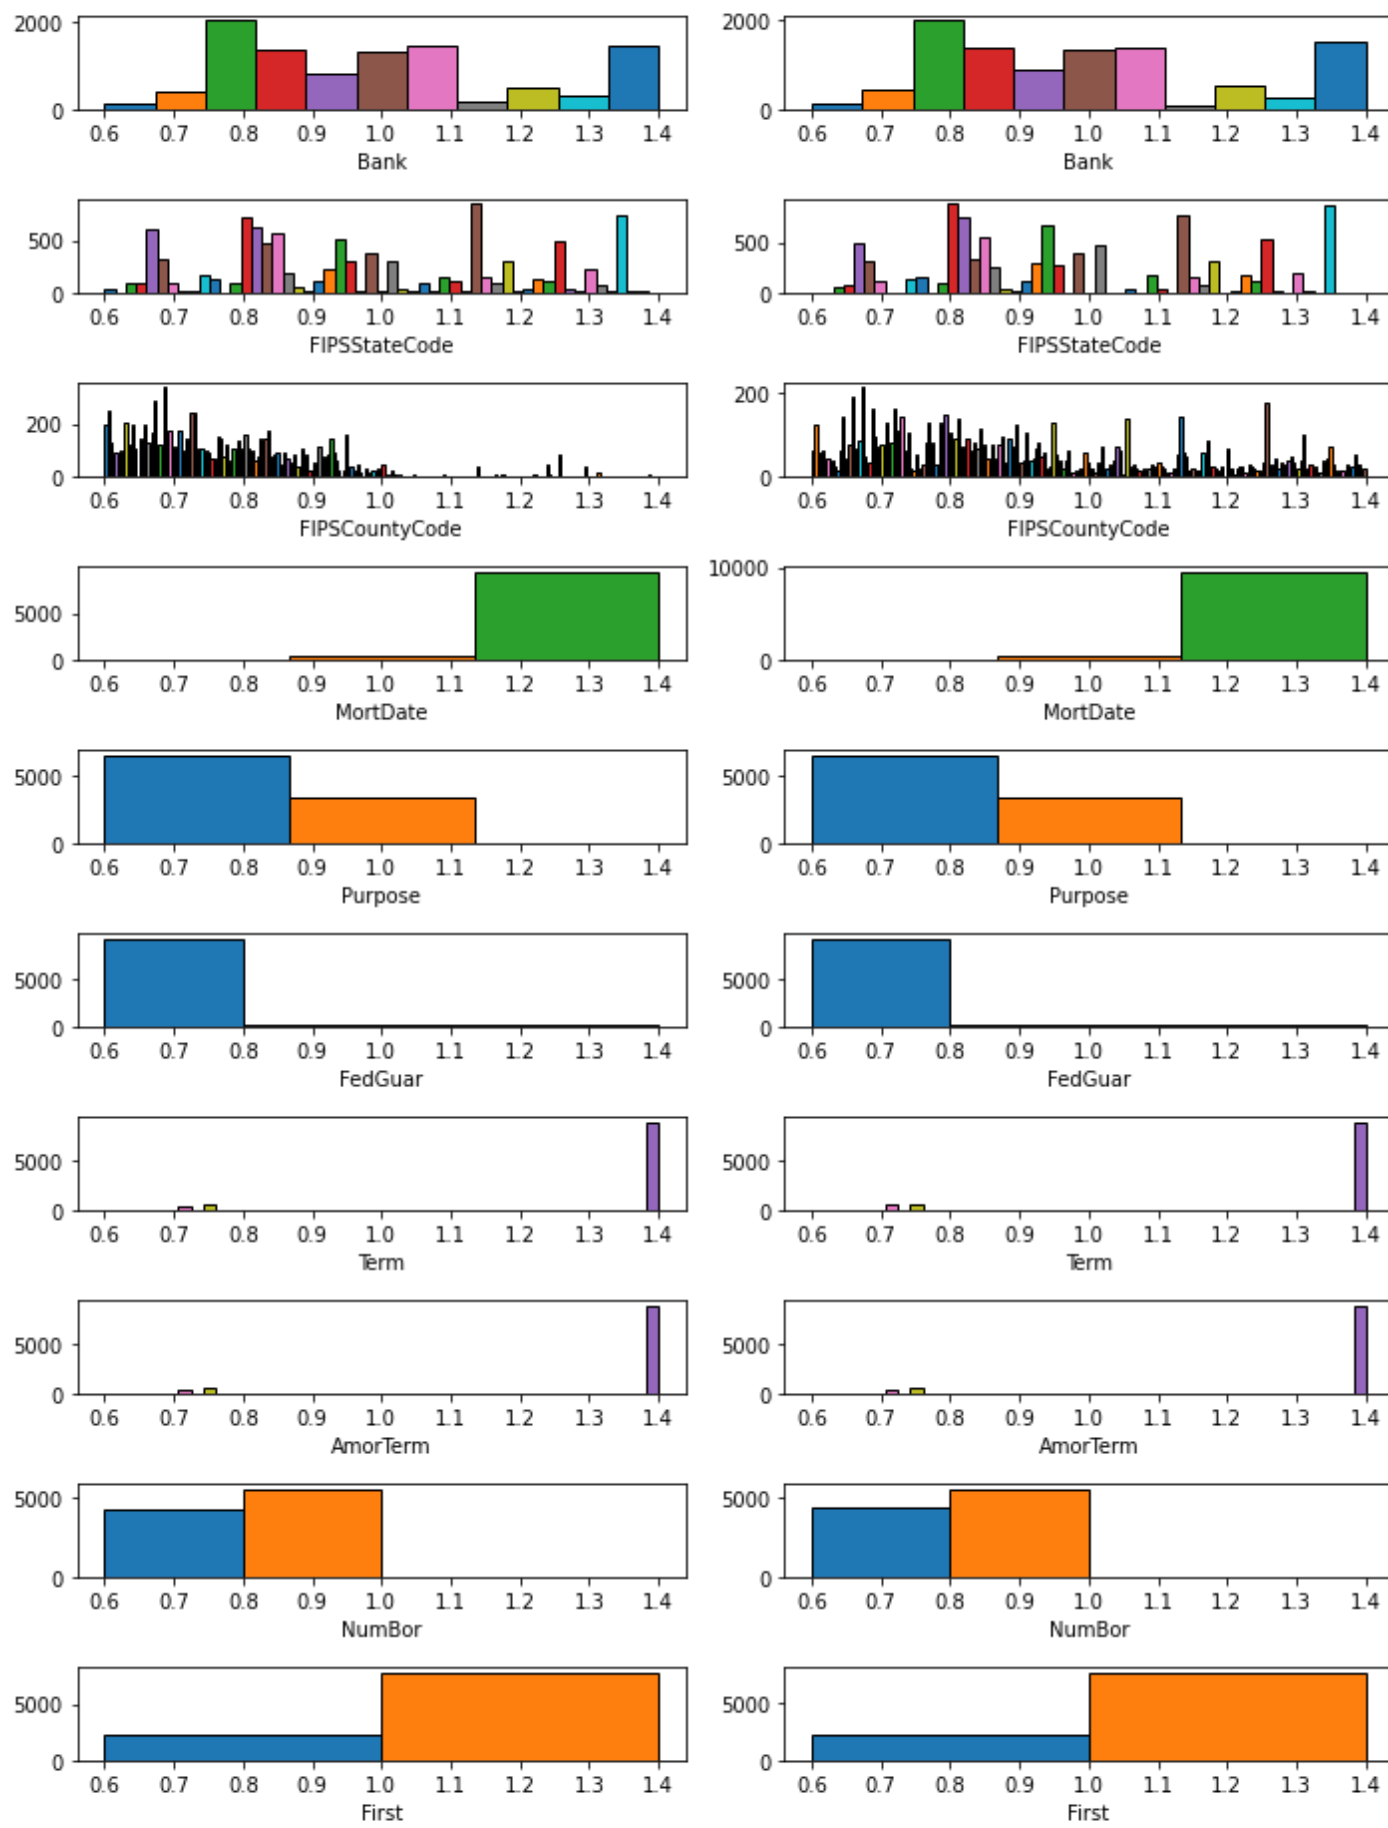 2000 2000
0 0
0.6 0.7 0.8 0.9 1.0 1.1 1.2 1.3 1.4 0.6 0.7 0.8 0.9 1.0 1.1 1.2 1.3 1.4
Bank Bank
500 500
0 0
0.6 0.7 0.8 0.9 1.0 1.1 1.2 1.3 1.4 0.6 0.7 0.8 0.9 1.0 1.1 1.2 1.3 1.4
FIPSStateCode FIPSStateCode
200 200
0 0
0.6 0.7 0.8 0.9 1.0 1.1 1.2 1.3 1.4 0.6 0.7 0.8 0.9 1.0 1.1 1.2 1.3 1.4
FIPSCountyCode FIPSCountyCode
10000
5000
0 0
0.6 0.7 0.8 0.9 1.0 1.1 1.2 1.3 1.4 0.6 0.7 0.8 0.9 1.0 1.1 1.2 1.3 1.4
MortDate MortDate
5000 5000
0 0
0.6 0.7 0.8 0.9 1.0 1.1 1.2 1.3 1.4 0.6 0.7 0.8 0.9 1.0 1.1 1.2 1.3 1.4
Purpose Purpose
5000 5000
0 0
0.6 0.7 0.8 0.9 1.0 1.1 1.2 1.3 1.4 0.6 0.7 0.8 0.9 1.0 1.1 1.2 1.3 1.4
FedGuar FedGuar
5000 5000
0 0
0.6 0.7 0.8 0.9 1.0 1.1 1.2 1.3 1.4 0.6 0.7 0.8 0.9 1.0 1.1 1.2 1.3 1.4
Term Term
5000 5000
0 0
0.6 0.7 0.8 0.9 1.0 1.1 1.2 1.3 1.4 0.6 0.7 0.8 0.9 1.0 1.1 1.2 1.3 1.4
AmorTerm AmorTerm
5000 5000
0 0
0.6 0.7 0.8 0.9 1.0 1.1 1.2 1.3 1.4 0.6 0.7 0.8 0.9 1.0 1.1 1.2 1.3 1.4
NumBor NumBor
5000 5000
0 0
0.6 0.7 0.8 0.9 1.0 1.1 1.2 1.3 1.4 0.6 0.7 0.8 0.9 1.0 1.1 1.2 1.3 1.4
First First